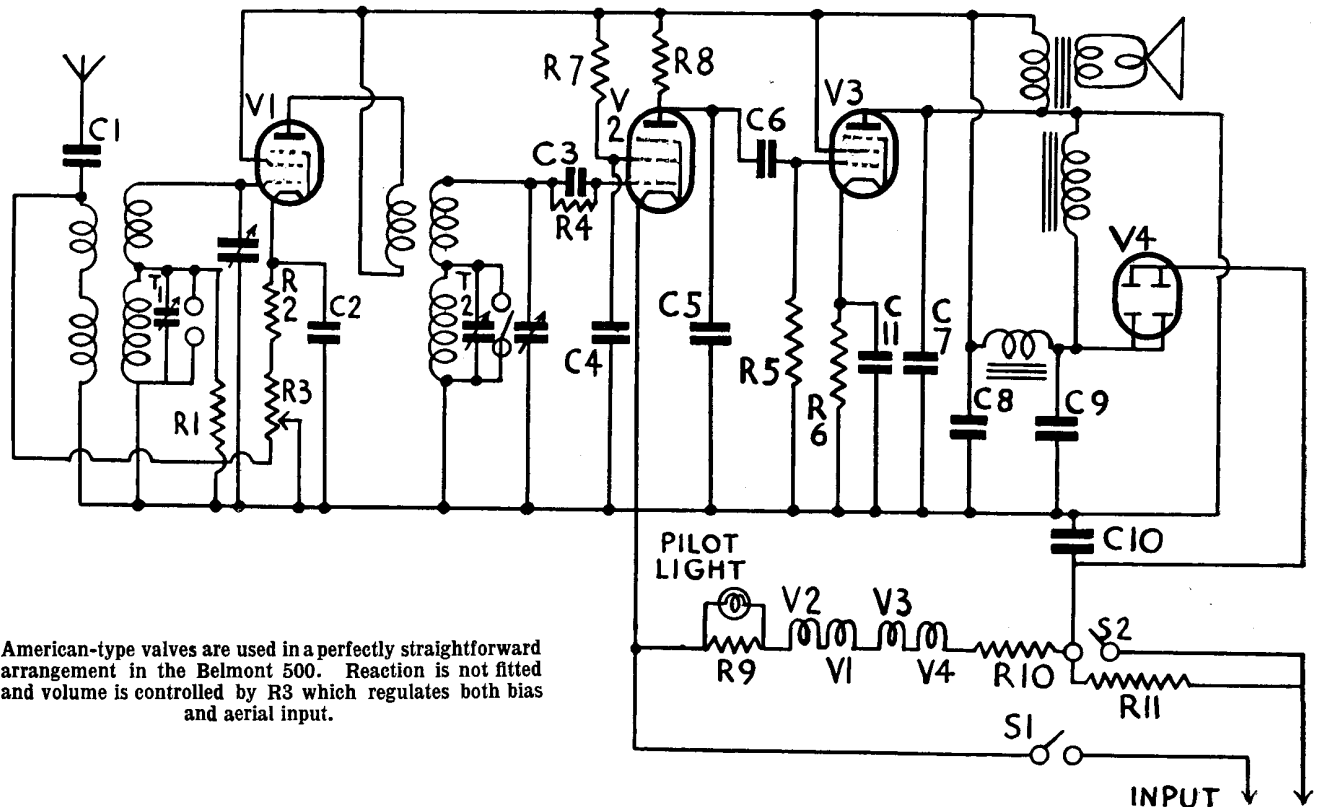 R7
R8
V1
V
2
V3
C1
C6
C3
R4
V4
T1
R
2
C2
T
2
C4
C5
R5
C
11
C
7
R1
R3
R
6
C8
C9
PILOT
LIGHT
C10
V2
V3
S2
R9
V1
V4
R10
R11
S1
INPUT
American-type valves are used in a perfectly straightforward
arrangement in the Belmont 500. Reaction is not fitted
and volume is controlled by R3 which regulates both bias
and aerial input.